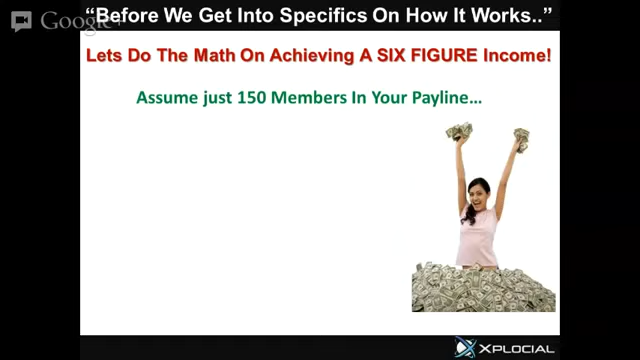 “Before We Get Into Specifics On How It Works..”
Google+
Lets Do The Math On Achieving A SIX FIGURE Income!
Assume just 150 Members In Your Payline…
XPLOCIAL